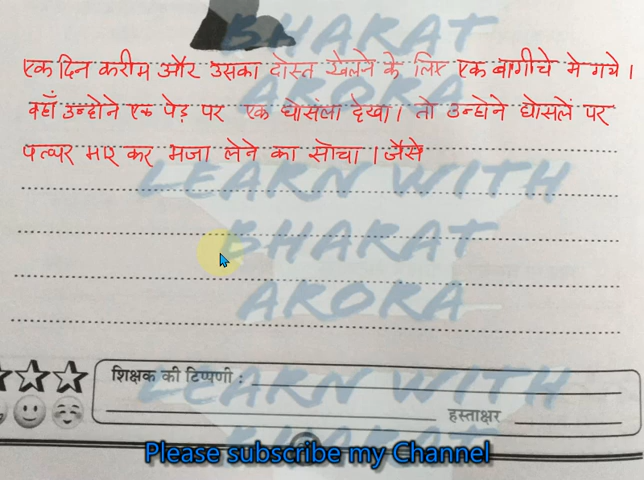 BHARAT
एक दिन करीम और उसका दोस्त खेलने के लिए एक बागीचे मे गये।
ARORA
वहाँ उन्होने एक पेड़ पर एक घोसला देखा। तो उन्होने घोसले पर
पत्थर मार कर मजा लेने का सोचा। जैसे
LEARN WITH
BHARAT
ARORA
शिक्षक की टिप्पणी :
LEARN WITH
हस्ताक्षर
BHARAT
Please subscribe my Channel